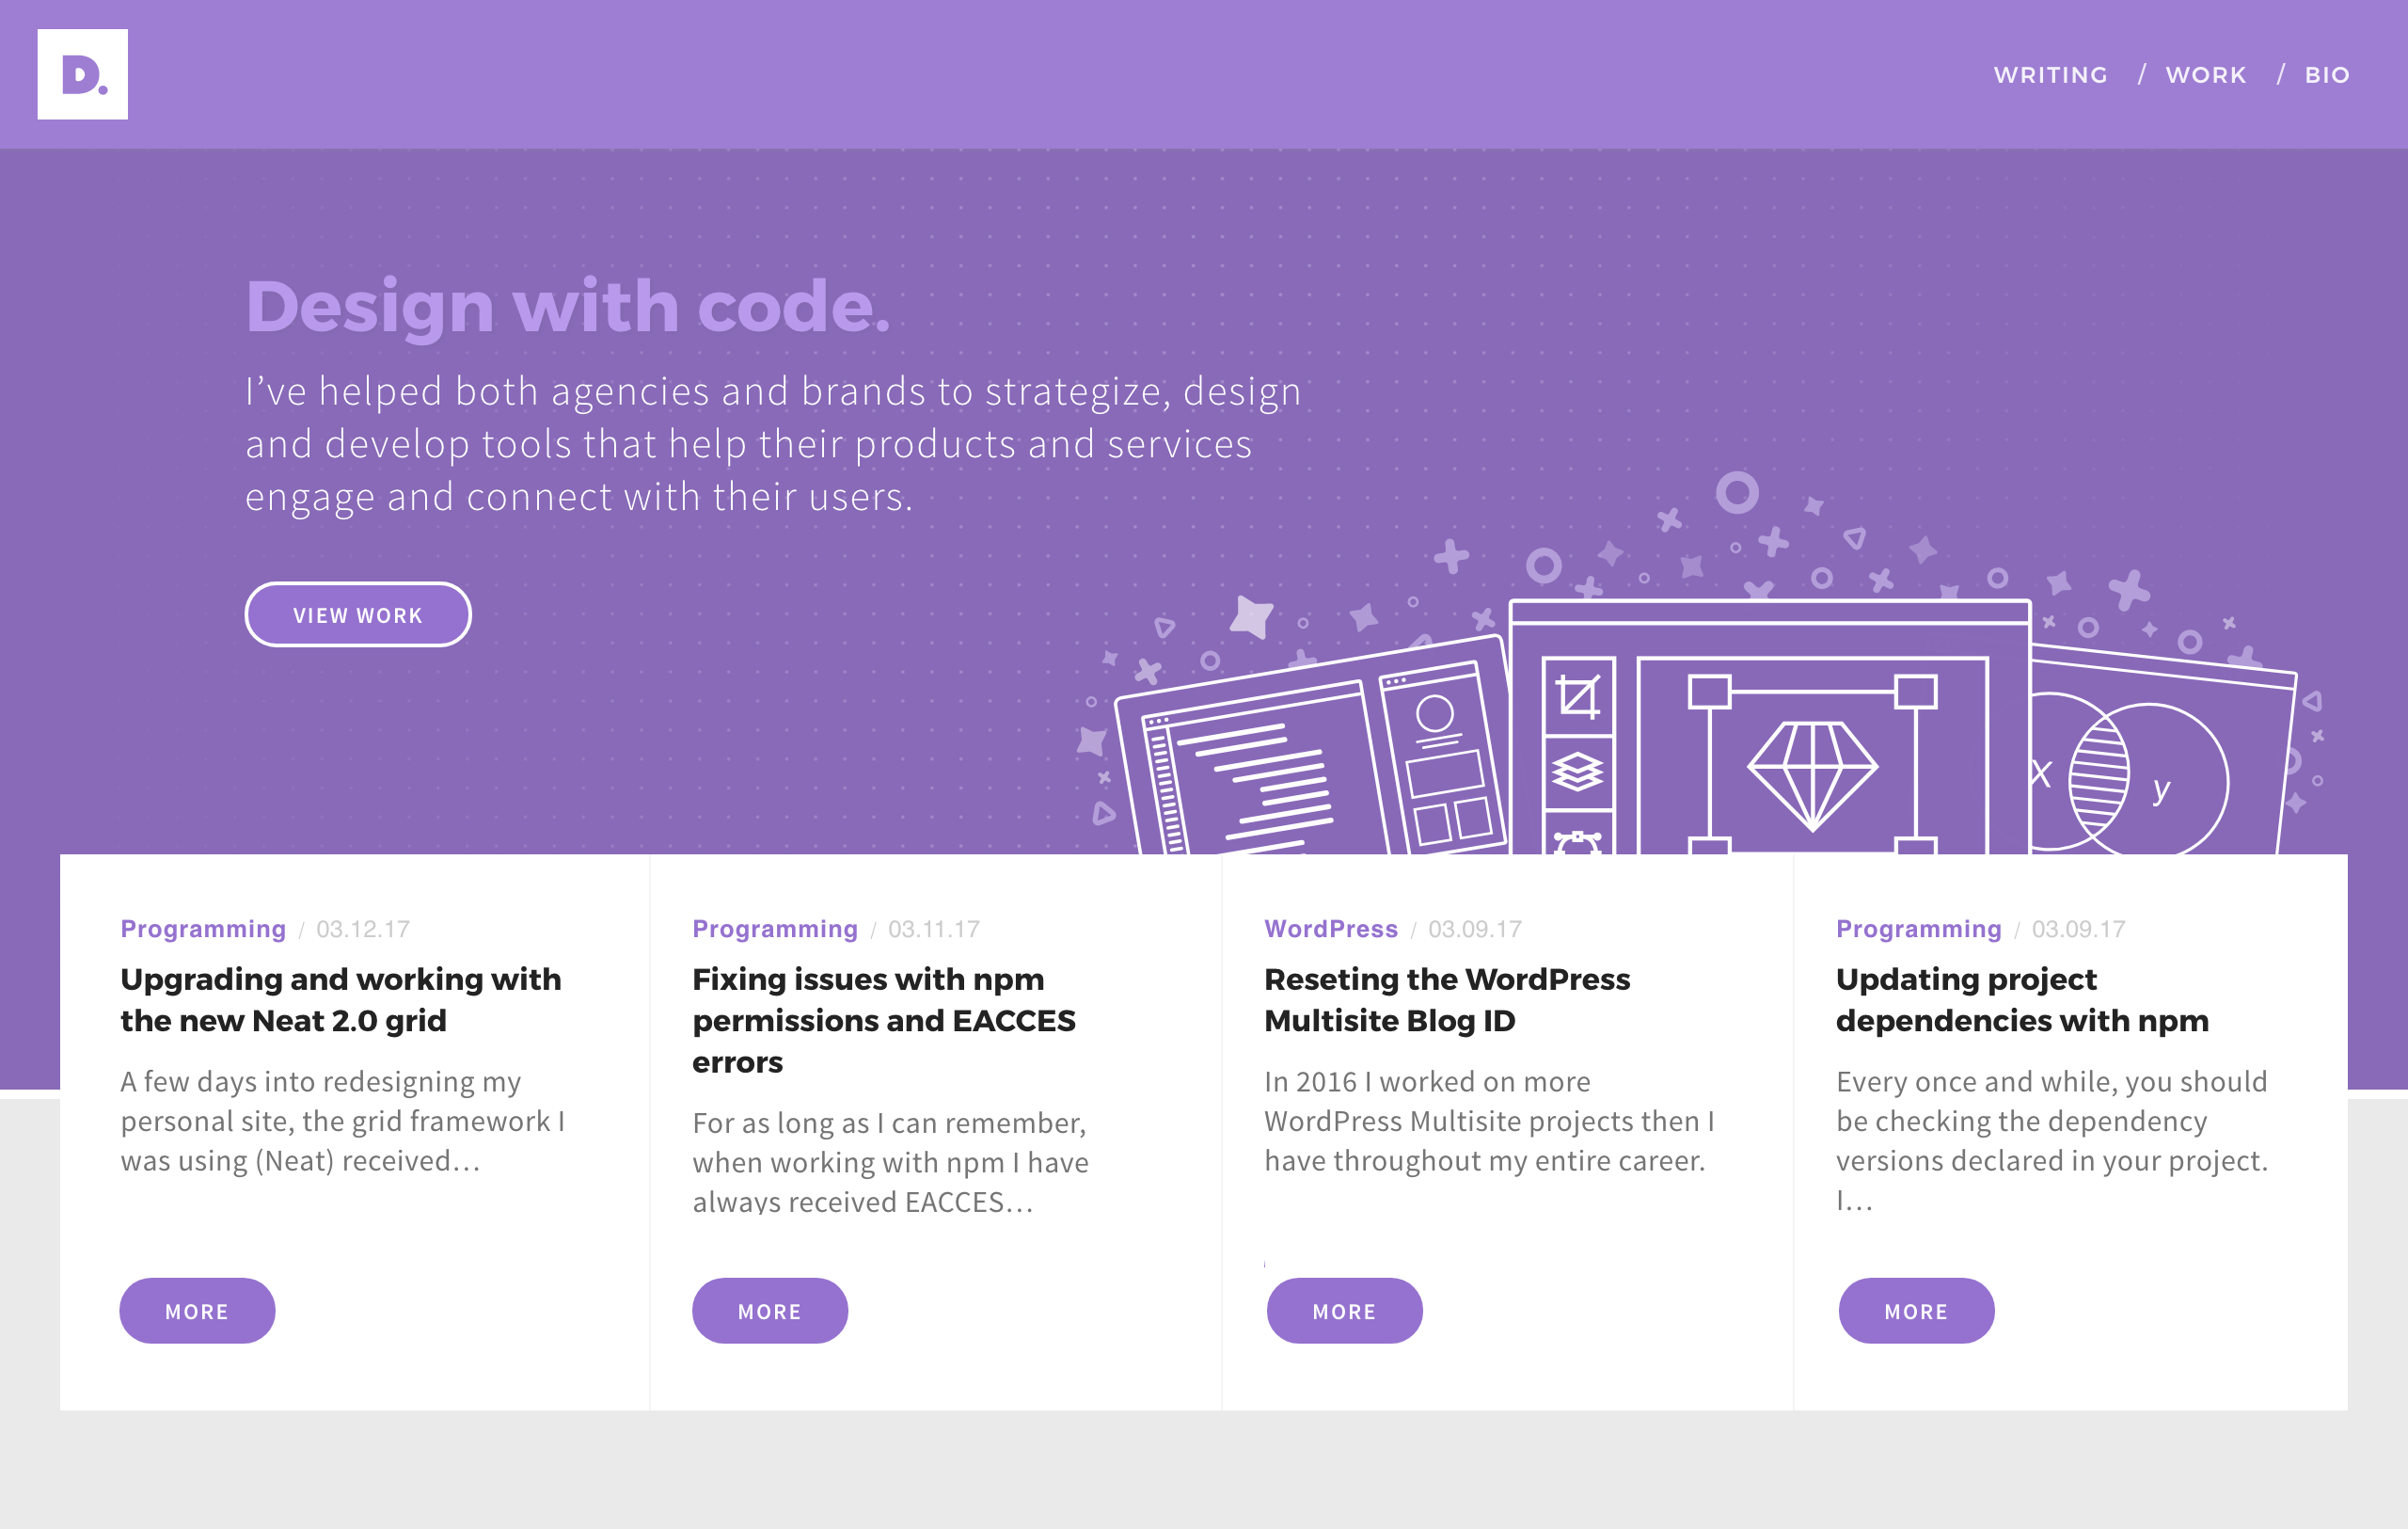 D.
WRITING / WORK / BIO
Design with code.
I’ve helped both agencies and brands to strategize, design
and develop tools that help their products and services
engage and connect with their users.
VIEW WORK
x
y
Programming / 03.12.17
Upgrading and working with
the new Neat 2.0 grid
A few days into redesigning my
personal site, the grid framework I
was using (Neat) received…
MORE
Programming / 03.11.17
Fixing issues with npm
permissions and EACCES
errors
For as long as I can remember,
when working with npm I have
always received EACCES…
MORE
WordPress / 03.09.17
Reseting the WordPress
Multisite Blog ID
In 2016 I worked on more
WordPress Multisite projects then I
have throughout my entire career.
MORE
Programming / 03.09.17
Updating project
dependencies with npm
Every once and while, you should
be checking the dependency
versions declared in your project.
I…
MORE